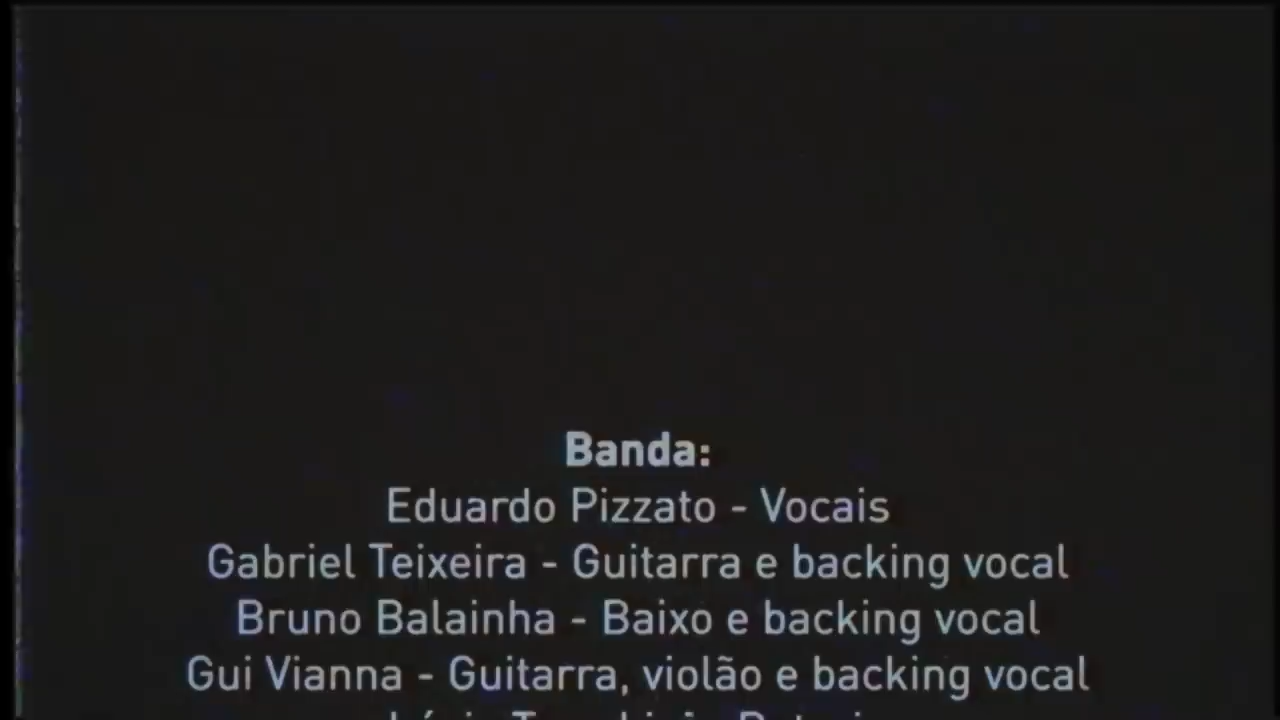 Banda:
Eduardo Pizzato - Vocais
Gabriel Teixeira - Guitarra e backing vocal
Bruno Balainha - Baixo e backing vocal
Gui Vianna - Guitarra, violão e backing vocal